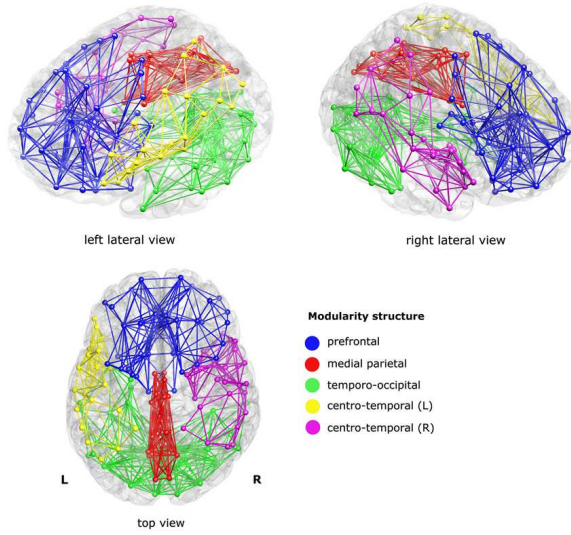 left lateral view
right lateral view
Modularity structure
prefrontal
medial parietal
temporo-occipital
centro-temporal (L)
centro-temporal (R)
L
R
top view